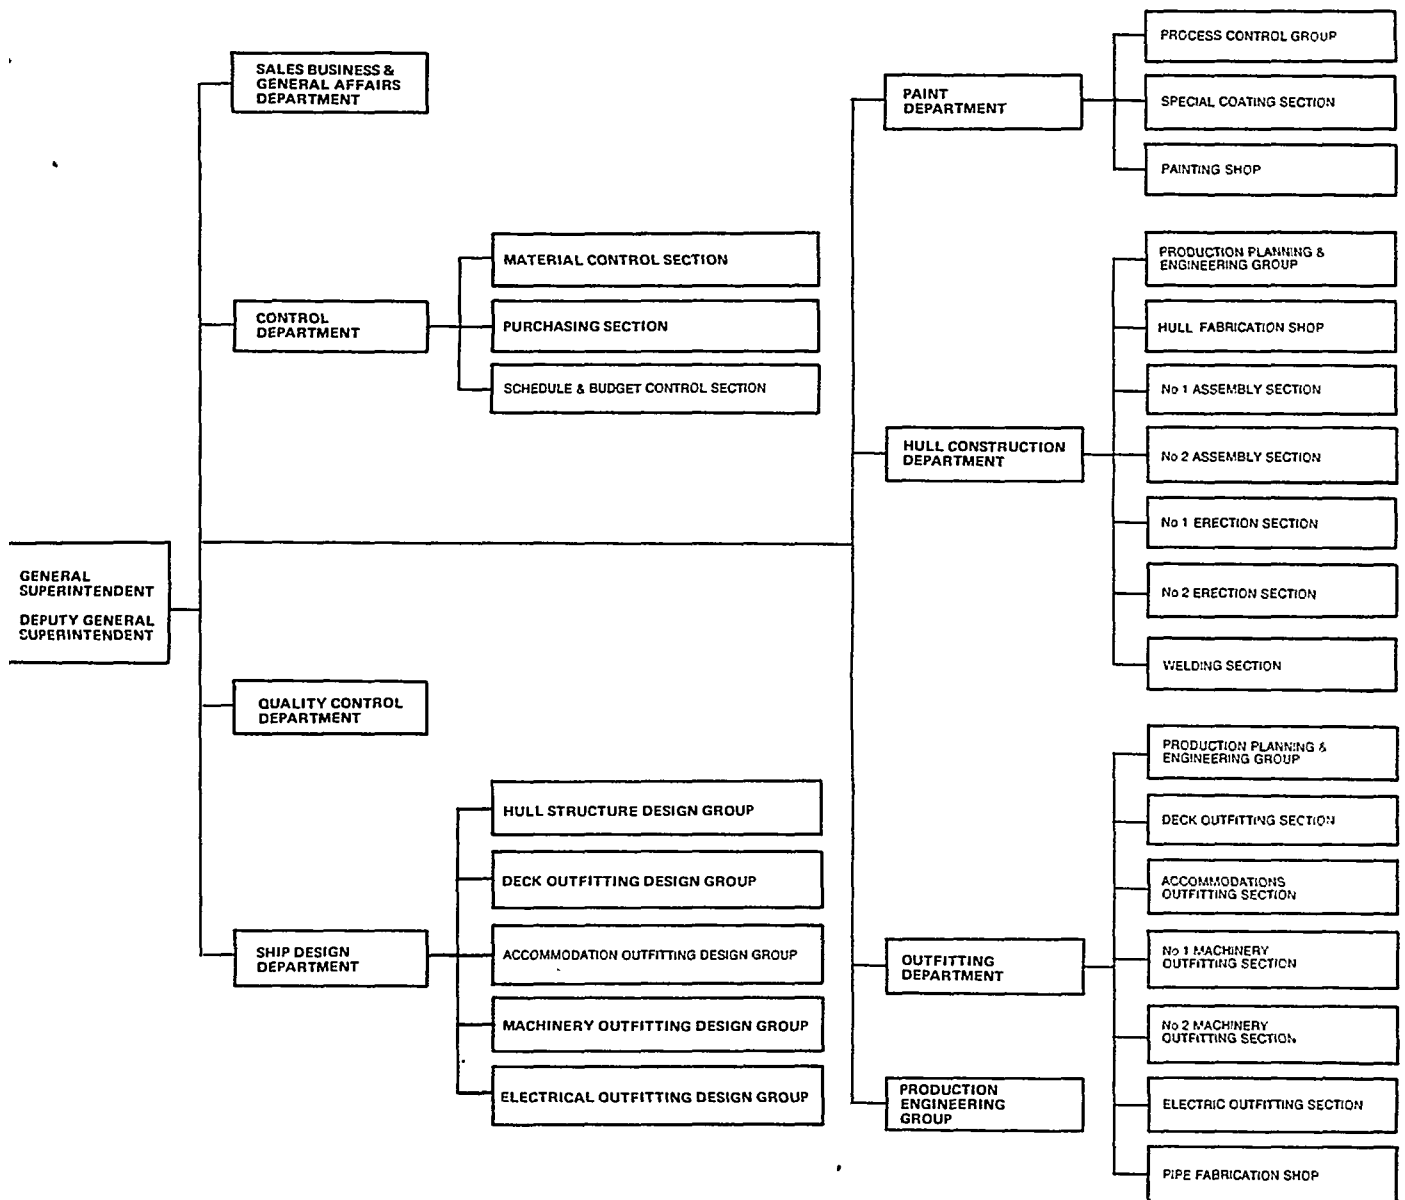 GENERAL
SUPERINTENDENT
DEPUTY GENERAL
SUPERINTENDENT
SALES BUSINESS &
GENERAL AFFAIRS
DEPARTMENT
CONTROL
DEPARTMENT
MATERIAL CONTROL SECTION
PURCHASING SECTION
SCHEDULE & BUDGET CONTROL SECTION
QUALITY CONTROL
DEPARTMENT
SHIP DESIGN
DEPARTMENT
HULL STRUCTURE DESIGN GROUP
DECK OUTFITTING DESIGN GROUP
ACCOMMODATION OUTFITTING DESIGN GROUP
MACHINERY OUTFITTING DESIGN GROUP
ELECTRICAL OUTFITTING DESIGN GROUP
PAINT
DEPARTMENT
PROCESS CONTROL GROUP
SPECIAL COATING SECTION
PAINTING SHOP
HULL CONSTRUCTION
DEPARTMENT
PRODUCTION PLANNING &
ENGINEERING GROUP
HULL FABRICATION SHOP
No 1 ASSEMBLY SECTION
No 2 ASSEMBLY SECTION
No 1 ERECTION SECTION
No 2 ERECTION SECTION
WELDING SECTION
OUTFITTING
DEPARTMENT
PRODUCTION PLANNING &
ENGINEERING GROUP
DECK OUTFITTING SECTION
ACCOMMODATIONS
OUTFITTING SECTION
No 1 MACHINERY
OUTFITTING SECTION
No 2 MACHINERY
OUTFITTING SECTION
ELECTRIC OUTFITTING SECTION
PIPE FABRICATION SHOP
PRODUCTION
ENGINEERING
GROUP